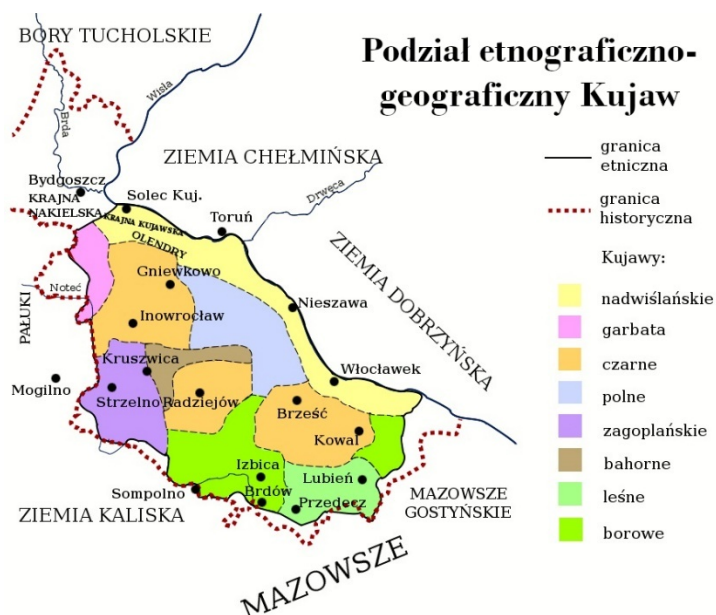 Podział etnograficzno-
geograficzny Kujaw
granica
etniczna
granica
historyczna
Kujawy:
nadwiślańskie
garbata
czarne
polne
zagoplańskie
bahorne
leśne
borowe
BORY TUCHOLSKIE
Wisła
Brda
ZIEMIA CHEŁMIŃSKA
Drwęca
Bydgoszcz
KRAJNA
NAKIELSKA
Solec Kuj.
KRAJNA KUJAWSKA
OLENDRY
Toruń
ZIEMIA DOBRZYŃSKA
Gniewkowo
Noteć
Nieszawa
PAŁUKI
Inowrocław
Kruszwica
Włocławek
Mogilno
Strzelno
Radziejów
Brześć
Kowal
Izbica
Lubień
Sompolno
Brdów
Przedecz
ZIEMIA KALISKA
MAZOWSZE
GOSTYŃSKIE
MAZOWSZE